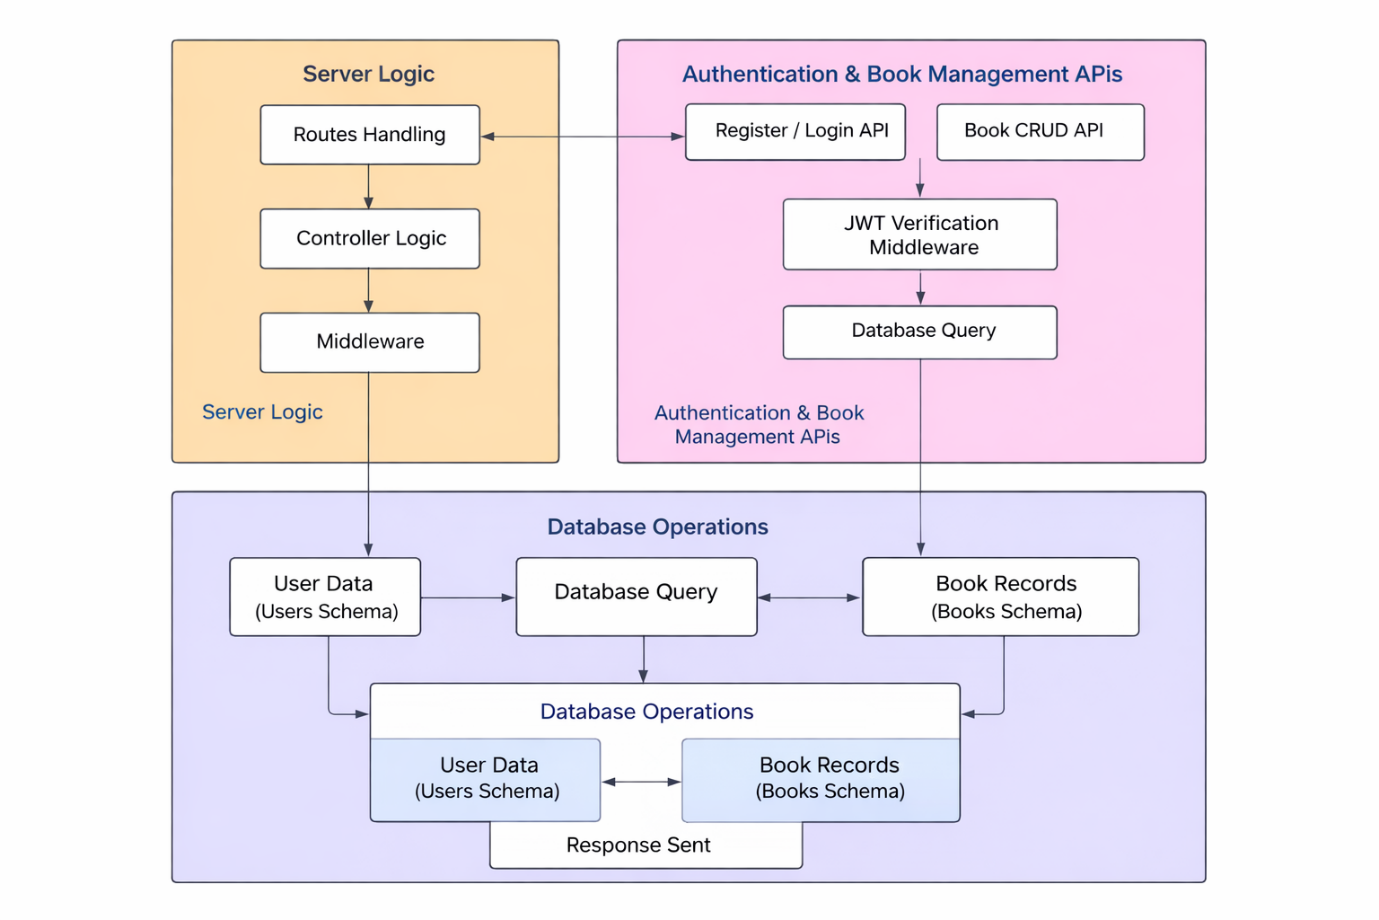 Server Logic
Routes Handling
Controller Logic
Middleware
Server Logic
Authentication & Book Management APis
Register / Login API
Book CRUD API
JWT Verification
Middleware
Database Query
Authentication & Book
Management APis
Database Operations
User Data
(Users Schema)
Database Query
Book Records
(Books Schema)
Database Operations
User Data
(Users Schema)
Book Records
(Books Schema)
Response Sent